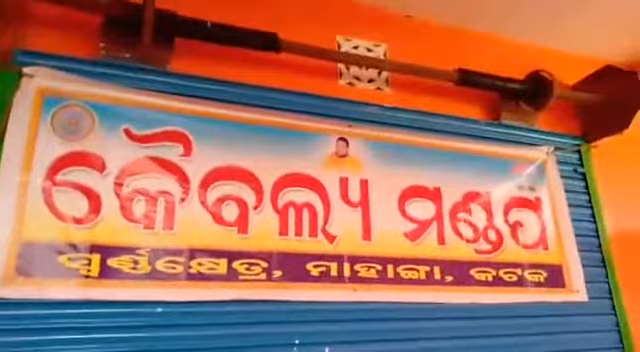 କୈବଲ୍ୟ ମଣ୍ଡପ
ସ୍ୱର୍ଣ୍ଣକ୍ଷେତ୍ର, ମାହାଙ୍ଗା, କଟକ